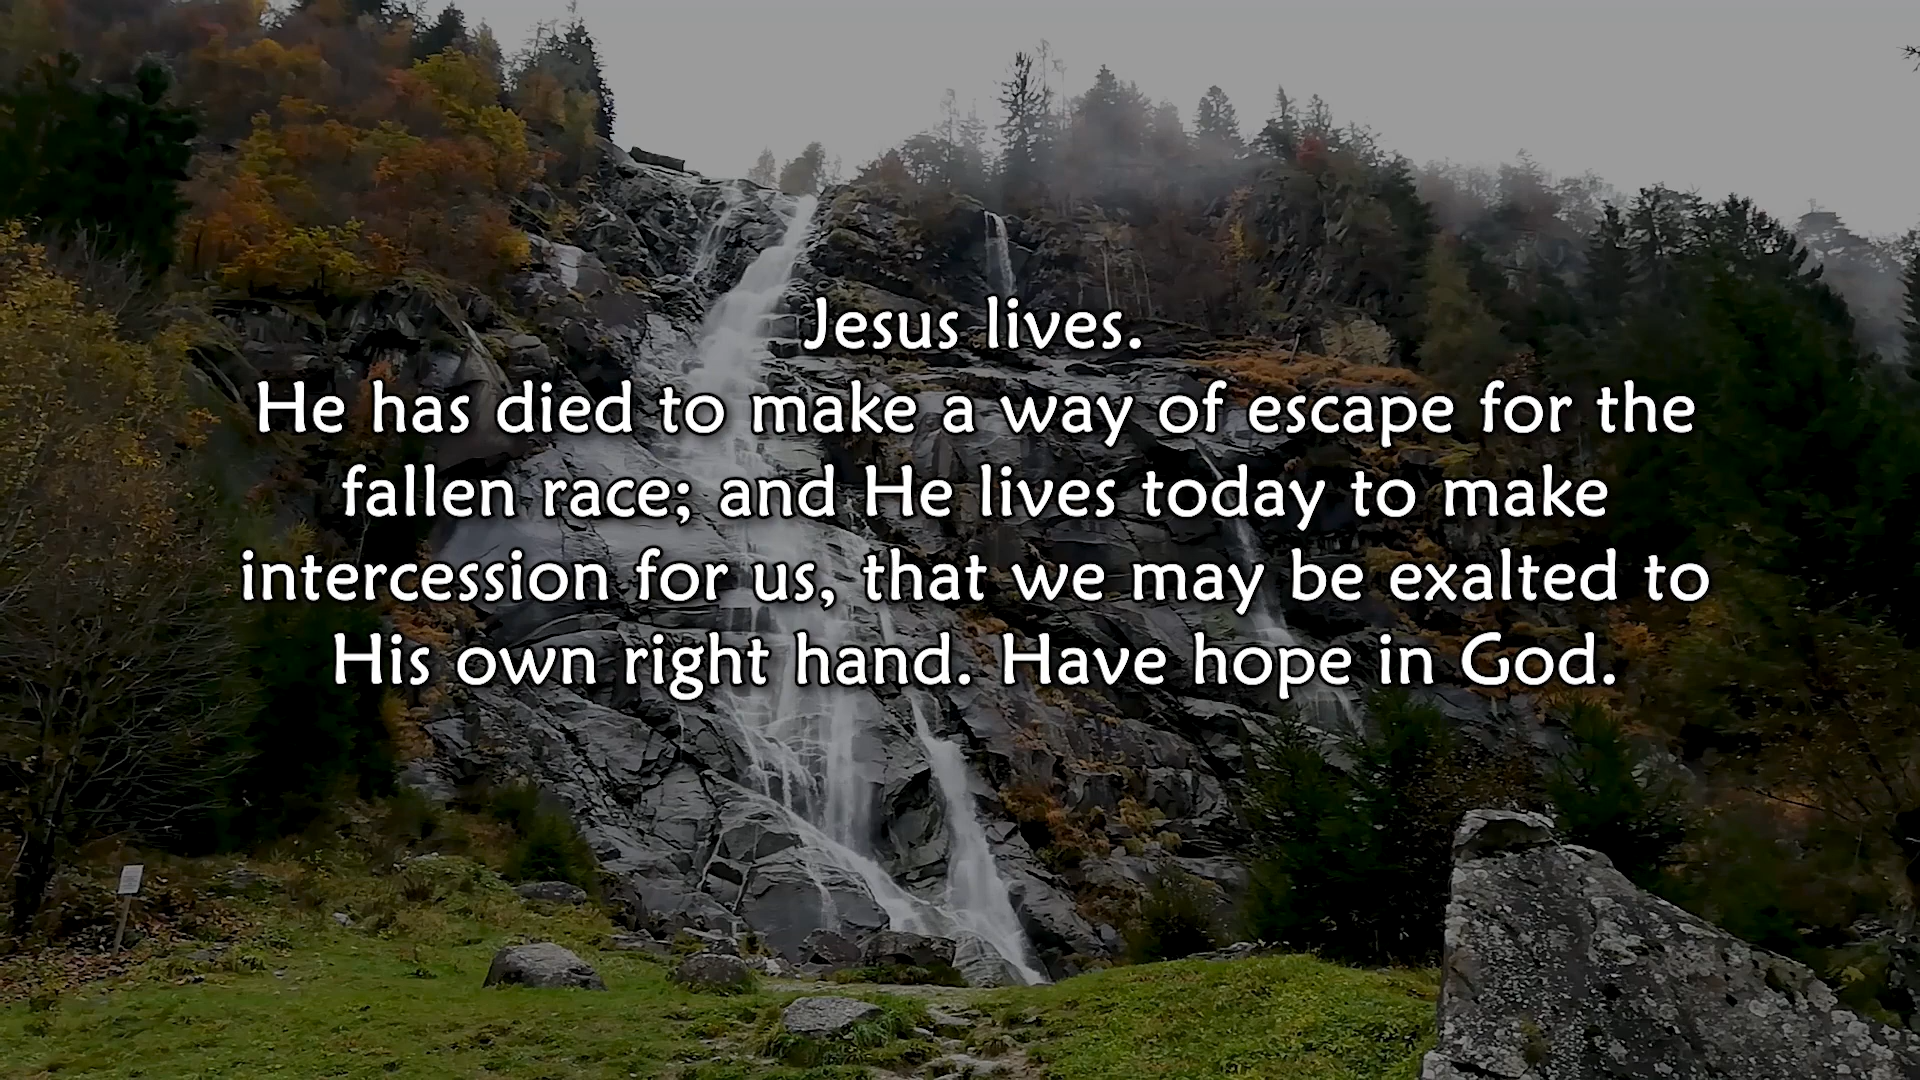 Jesus lives.
He has died to make a way of escape for the
fallen race; and He lives today to make
intercession for us, that we may be exalted to
His own right hand. Have hope in God.